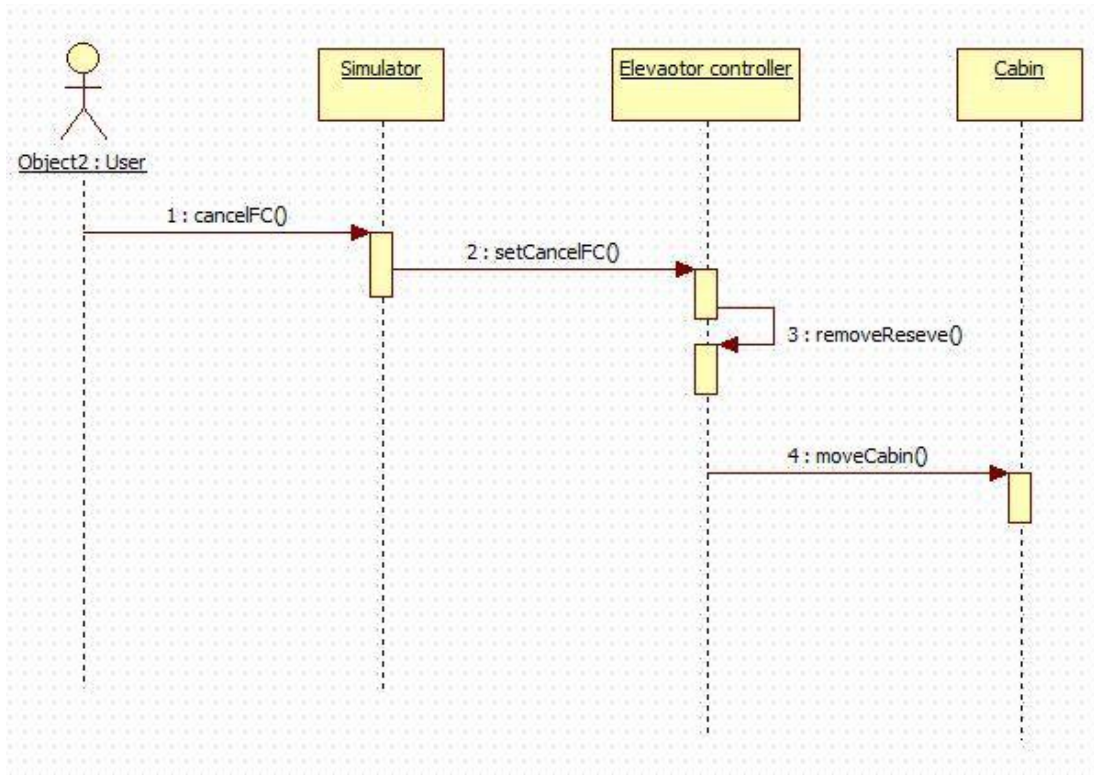 Simulator
Elevaotor controller
Cabin
Object2 : User
1 : cancelFC()
2 : setCancelFC()
3 : removeReseve()
4 : moveCabin()